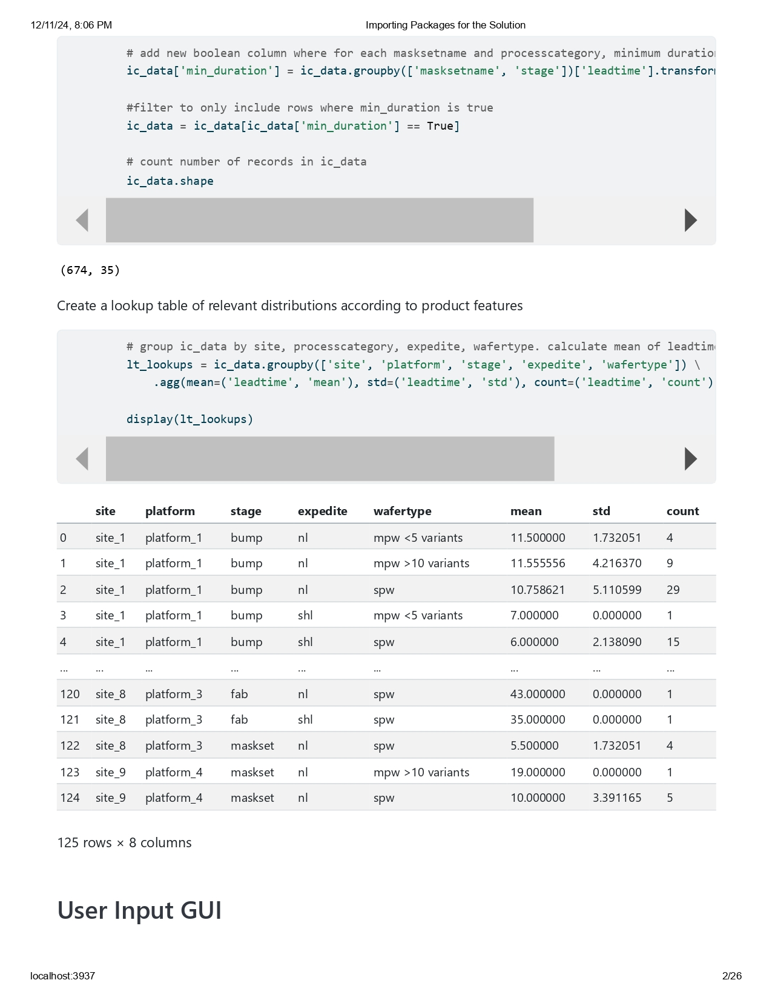 12/11/24, 8:06 PM Importing Packages for the Solution
# add new boolean column where for each masksetname and processcategory, minimum duration
ic_data['min_duration'] = ic_data.groupby(['masksetname', 'stage'])['leadtime'].transform
#filter to only include rows where min_duration is true
ic_data = ic_data[ic_data['min_duration'] == True]
# count number of records in ic_data
ic_data.shape
(674, 35)
Create a lookup table of relevant distributions according to product features
# group ic_data by site, processcategory, expedite, wafertype. calculate mean of leadtime
lt_lookups = ic_data.groupby(['site', 'platform', 'stage', 'expedite', 'wafertype']) \
.agg(mean=('leadtime', 'mean'), std=('leadtime', 'std'), count=('leadtime', 'count')
display(lt_lookups)
site platform stage expedite wafertype mean std count
0 site_1 platform_1 bump nl mpw <5 variants 11.500000 1.732051 4
1 site_1 platform_1 bump nl mpw >10 variants 11.555556 4.216370 9
2 site_1 platform_1 bump nl spw 10.758621 5.110599 29
3 site_1 platform_1 bump shl mpw <5 variants 7.000000 0.000000 1
4 site_1 platform_1 bump shl spw 6.000000 2.138090 15
... ... ... ... ... ... ... ... ...
120 site_8 platform_3 fab nl spw 43.000000 0.000000 1
121 site_8 platform_3 fab shl spw 35.000000 0.000000 1
122 site_8 platform_3 maskset nl spw 5.500000 1.732051 4
123 site_9 platform_4 maskset nl mpw >10 variants 19.000000 0.000000 1
124 site_9 platform_4 maskset nl spw 10.000000 3.391165 5
125 rows × 8 columns
User Input GUI
localhost:3937 2/26